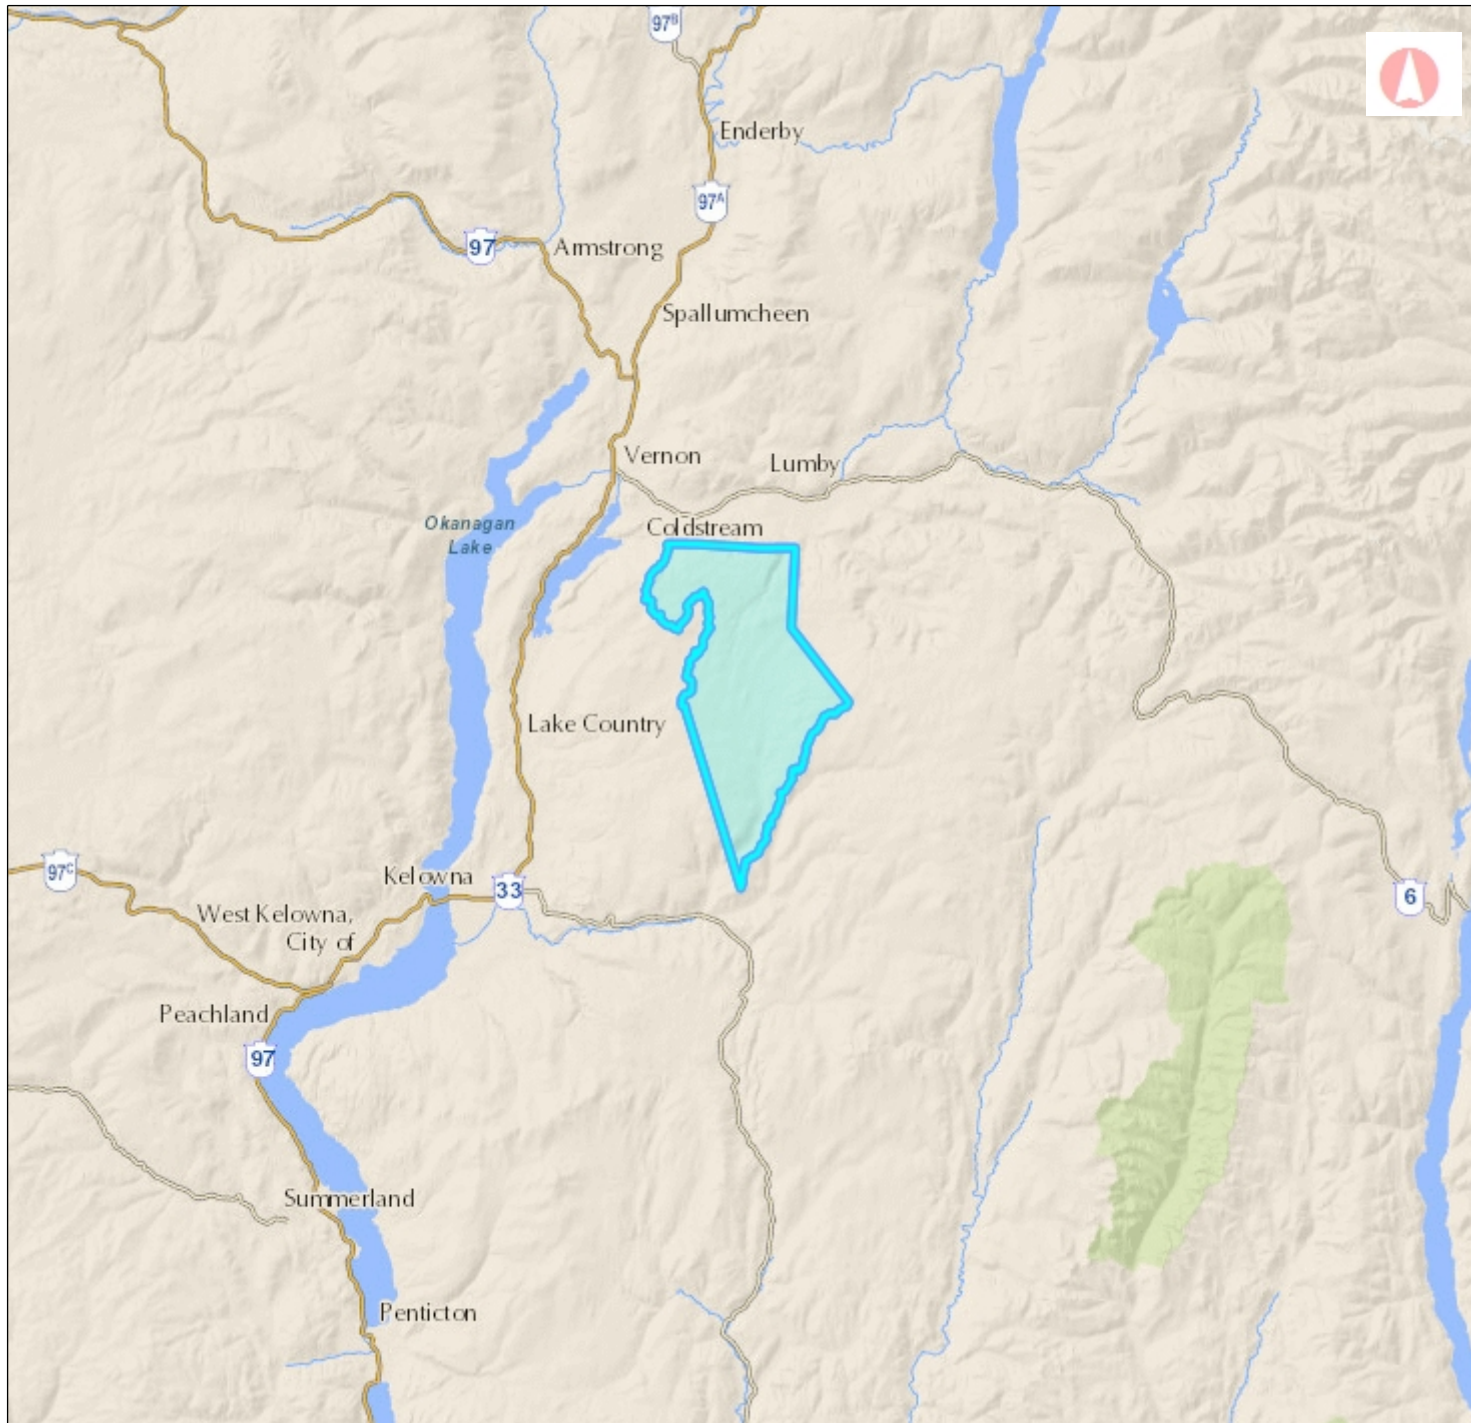 97B
Enderby
97A
97
Armstrong
Spallumcheen
Vernon
Lumby
Okanagan
Lake
Coldstream
Lake Country
97C
Kelowna
33
6
West Kelowna,
City of
Peachland
97
Summerland
Penticton